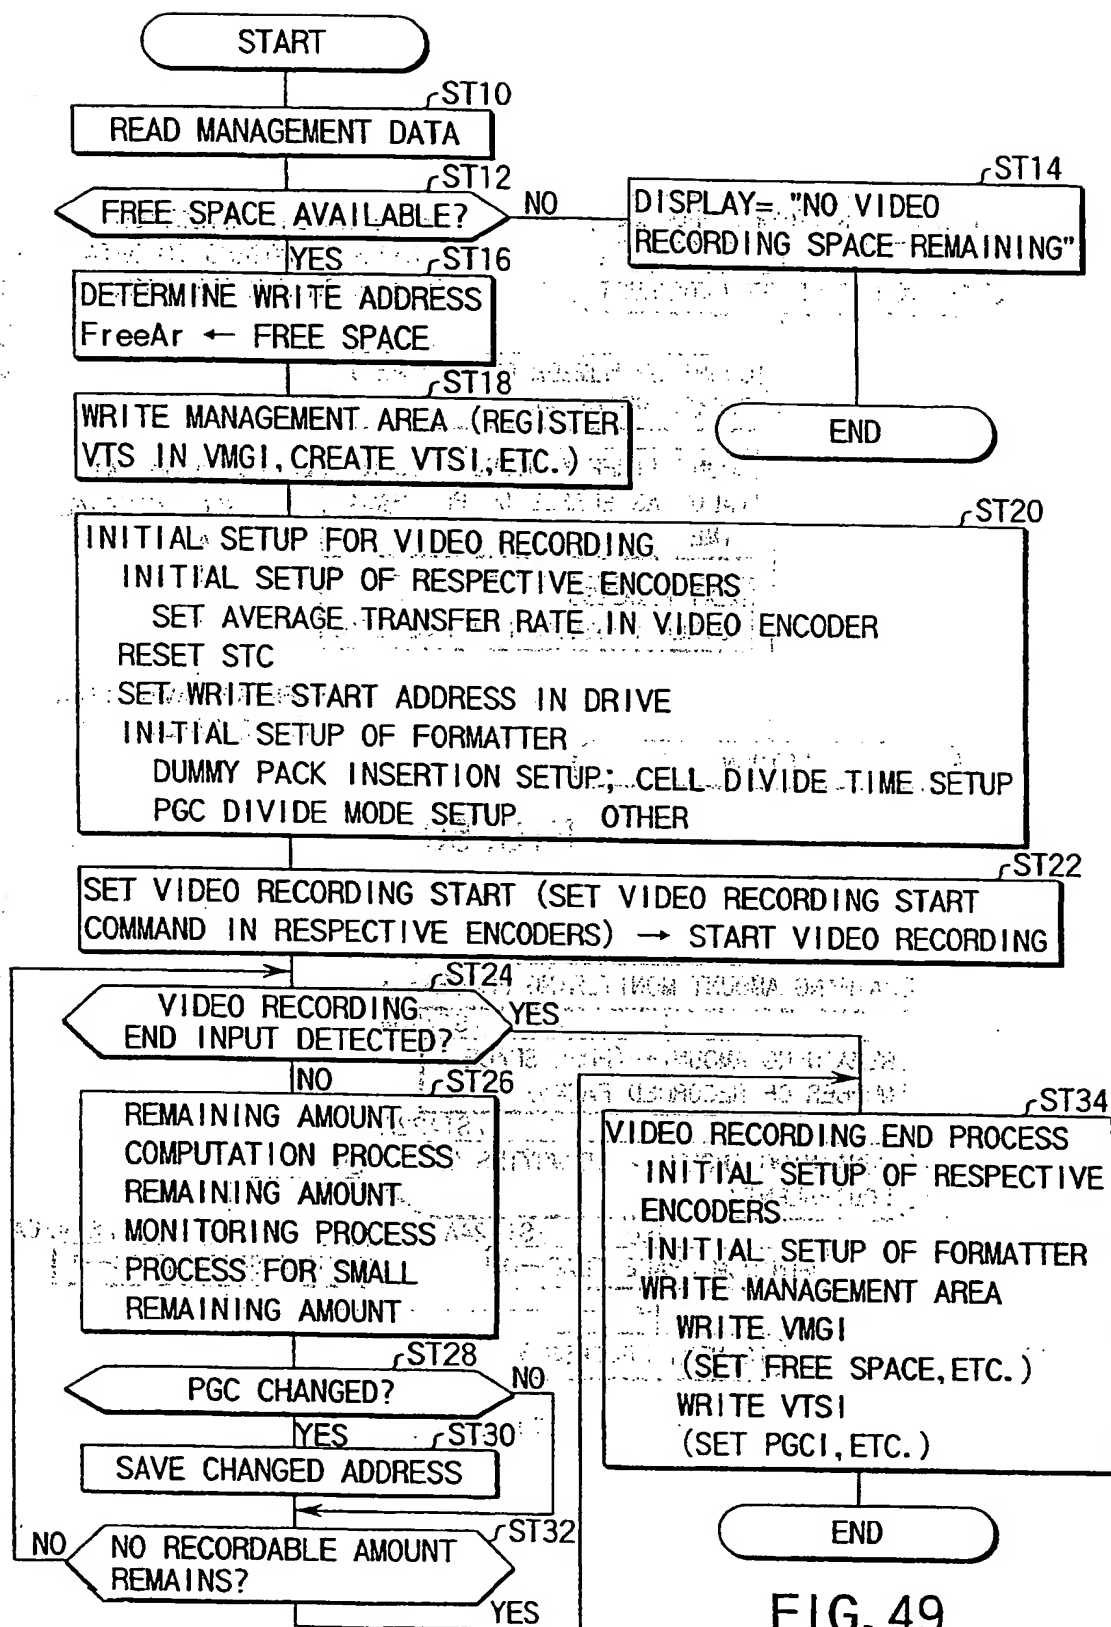 START
ST10
READ MANAGEMENT DATA
ST12
FREE SPACE AVAILABLE?
NO
ST14
DISPLAY= "NO VIDEO
RECORDING SPACE REMAINING"
END
YES
ST16
DETERMINE WRITE ADDRESS
FreeAr ← FREE SPACE
ST18
WRITE MANAGEMENT AREA (REGISTER
VTS IN VMGI, CREATE VTSI, ETC.)
ST20
INITIAL SETUP FOR VIDEO RECORDING
INITIAL SETUP OF RESPECTIVE ENCODERS
SET AVERAGE TRANSFER RATE IN VIDEO ENCODER
RESET STC
SET WRITE START ADDRESS IN DRIVE
INITIAL SETUP OF FORMATTER
DUMMY PACK INSERTION SETUP; CELL DIVIDE TIME SETUP
PGC DIVIDE MODE SETUP OTHER
ST22
SET VIDEO RECORDING START (SET VIDEO RECORDING START
COMMAND IN RESPECTIVE ENCODERS) → START VIDEO RECORDING
ST24
VIDEO RECORDING
END INPUT DETECTED?
YES
NO
ST26
REMAINING AMOUNT
COMPUTATION PROCESS
REMAINING AMOUNT
MONITORING PROCESS
PROCESS FOR SMALL
REMAINING AMOUNT
ST28
PGC CHANGED?
NO
YES
ST30
SAVE CHANGED ADDRESS
ST32
NO RECORDABLE AMOUNT
REMAINS?
NO
YES
ST34
VIDEO RECORDING END PROCESS
INITIAL SETUP OF RESPECTIVE
ENCODERS
INITIAL SETUP OF FORMATTER
WRITE MANAGEMENT AREA
WRITE VMGI
(SET FREE SPACE, ETC.)
WRITE VTSI
(SET PGCI, ETC.)
END
FIG. 49